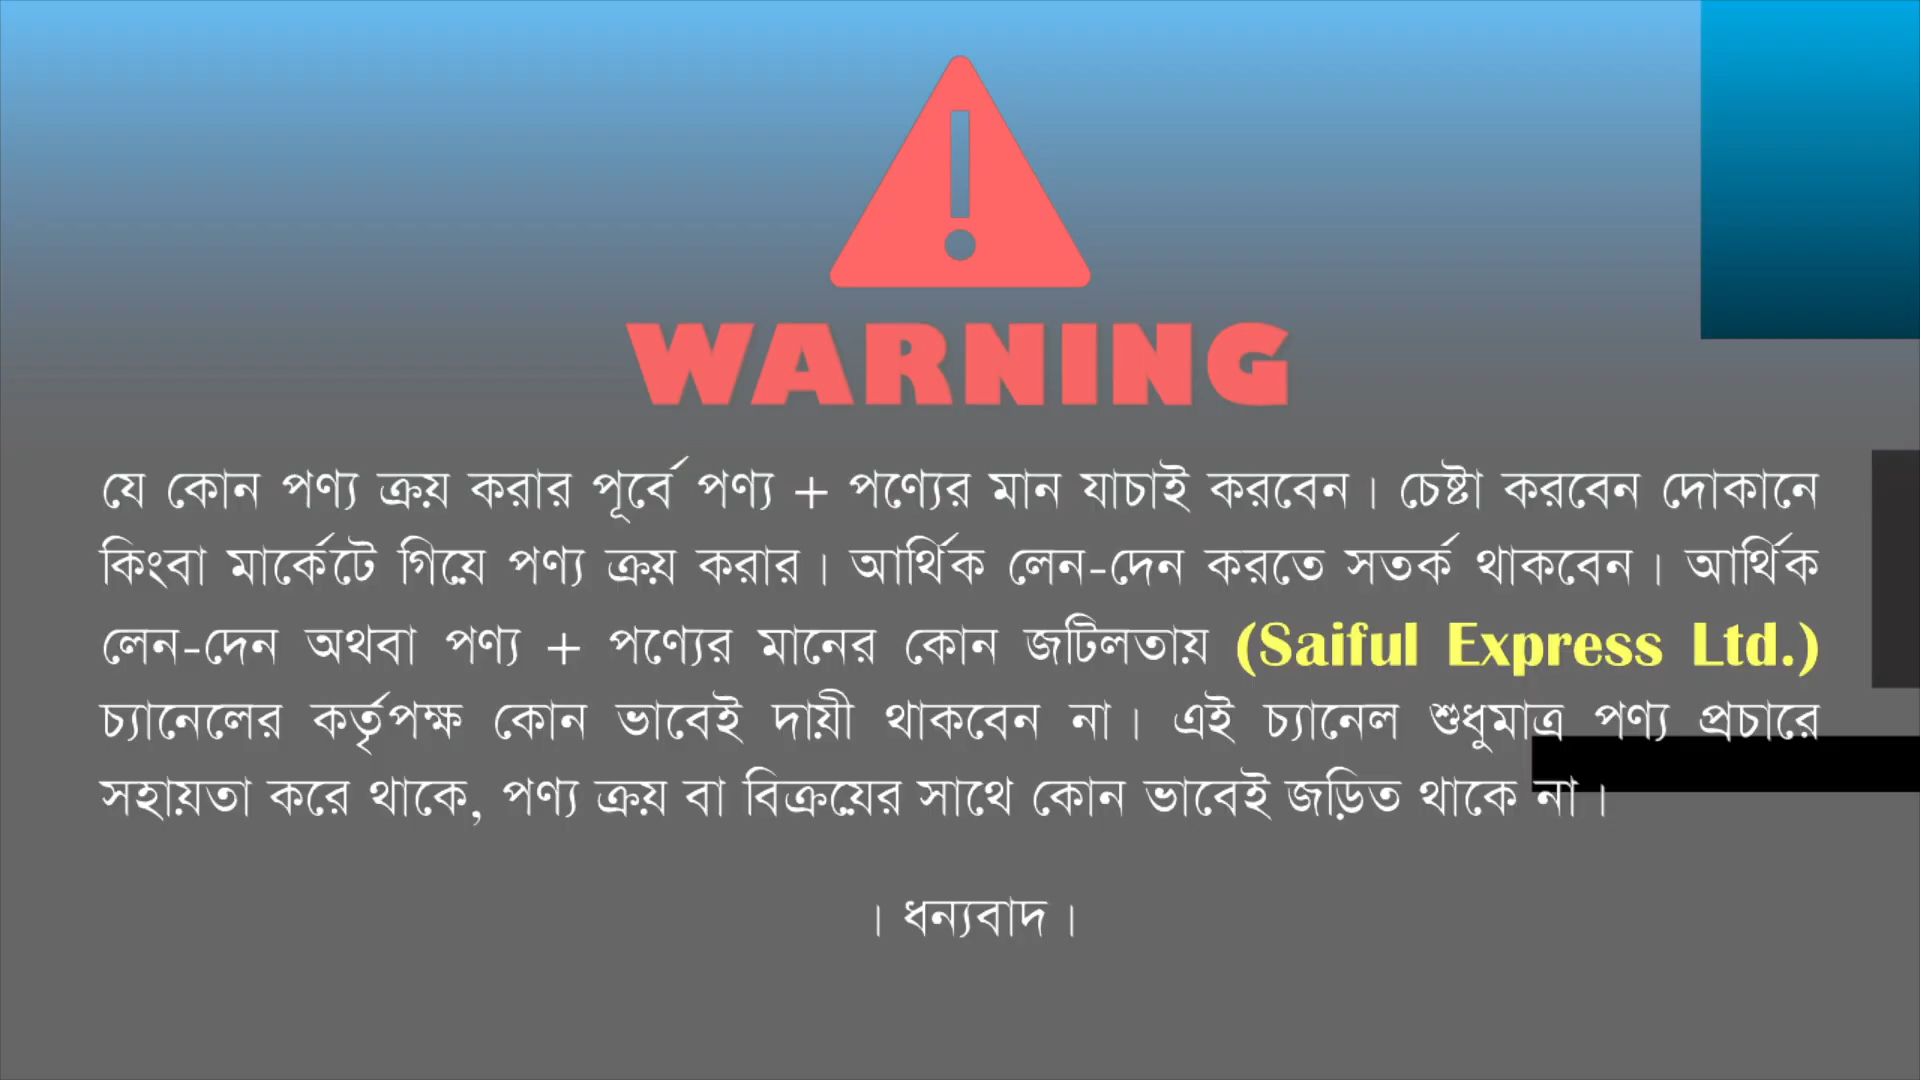 WARNING
যে কোন পণ্য ক্রয় করার পূর্বে পণ্য + পণ্যের মান যাচাই করবেন। চেষ্টা করবেন দোকানে
কিংবা মার্কেটে গিয়ে পণ্য ক্রয় করার। আর্থিক লেন-দেন করতে সতর্ক থাকবেন। আর্থিক
লেন-দেন অথবা পণ্য + পণ্যের মানের কোন জটিলতায় (Saiful Express Ltd.)
চ্যানেলের কর্তৃপক্ষ কোন ভাবেই দায়ী থাকবেন না। এই চ্যানেল শুধুমাত্র পণ্য প্রচারে
সহায়তা করে থাকে, পণ্য ক্রয় বা বিক্রয়ের সাথে কোন ভাবেই জড়িত থাকে না।
। ধন্যবাদ ।